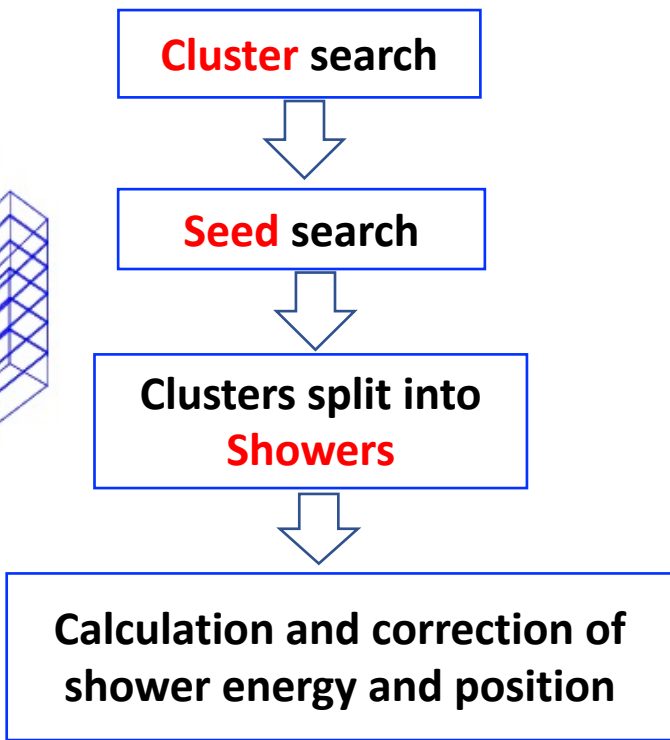 Cluster search
Seed search
Clusters split into
Showers
Calculation and correction of
shower energy and position